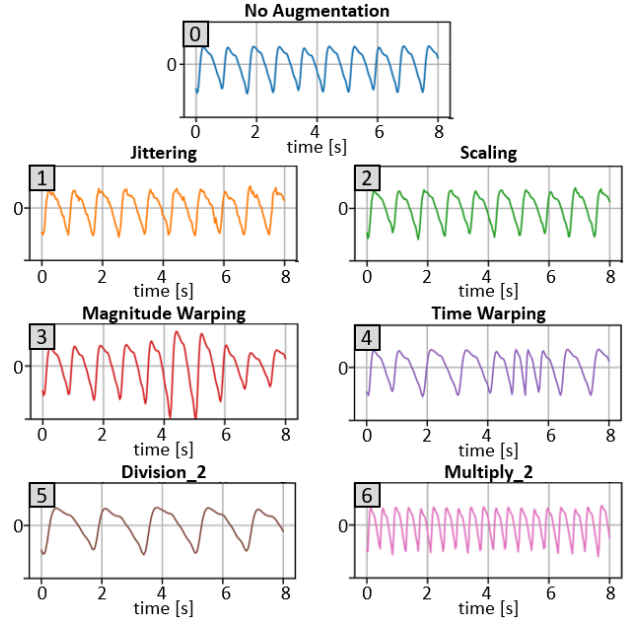 No Augmentation
0
0
0 2 4 6 8
time [s]
Jittering
1
0
0 2 4 6 8
time [s]
Scaling
2
0
0 2 4 6 8
time [s]
Magnitude Warping
3
0
0 2 4 6 8
time [s]
Time Warping
4
0
0 2 4 6 8
time [s]
Division_2
5
0
0 2 4 6 8
time [s]
Multiply_2
6
0
0 2 4 6 8
time [s]